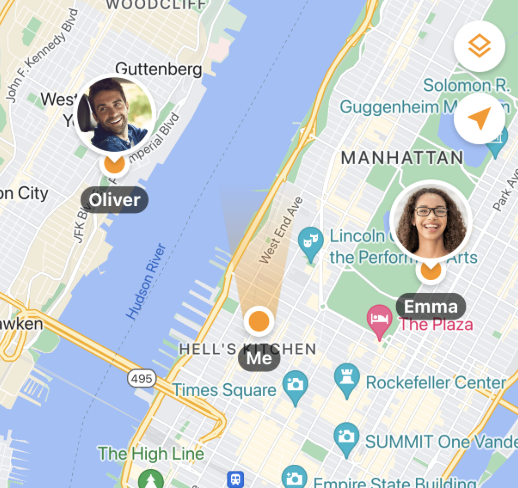 WOODCLIFF
John F. Kennedy Blvd
Guttenberg
West
Imperial Blvd
on City
Oliver
JFK B
Hudson River
awken
495
Solomon R.
Guggenheim M
MANHATTAN
Park Av
West End Ave
Lincoln C
the Perform Arts
Emma
The Plaza
HELL'S KITCHEN
Me
Times Square
Rockefeller Center
The High Line
SUMMIT One Vande
Empire State Building